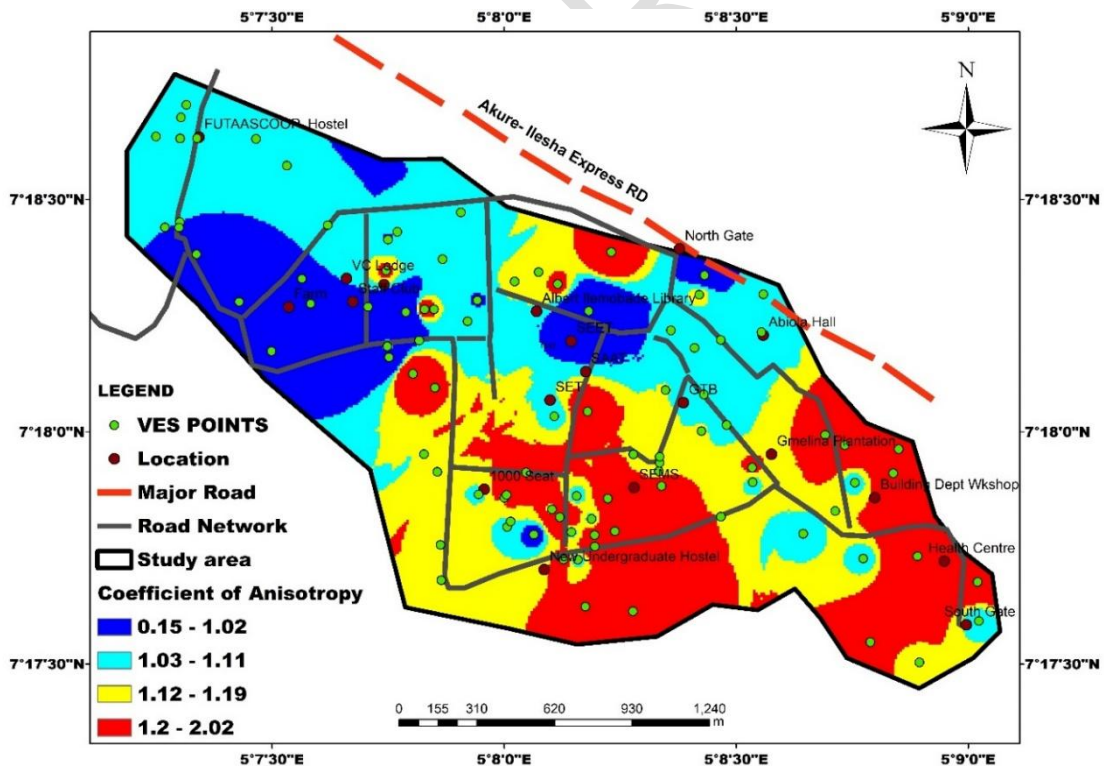 5°7'30"E 5°8'0"E 5°8'30"E 5°9'0"E
N
Akure- Ilesha Express RD
FUTAASCOOP Hostel
7°18'30"N 7°18'30"N
North Gate
VC Lodge
Staff Club
Farm
Albert Ilemobade Library
Abiola Hall
SEET
SAAT
SET
GTB
LEGEND
VES POINTS
Location
Major Road
Road Network
Study area
Coefficient of Anisotropy
0.15 - 1.02
1.03 - 1.11
1.12 - 1.19
1.2 - 2.02
7°18'0"N 7°18'0"N
Gmelina Plantation
1000 Seat
SEMS
Building Dept Wkshop
New Undergraduate Hostel
Health Centre
South Gate
7°17'30"N 7°17'30"N
0 155 310 620 930 1,240
m
5°7'30"E 5°8'0"E 5°8'30"E 5°9'0"E